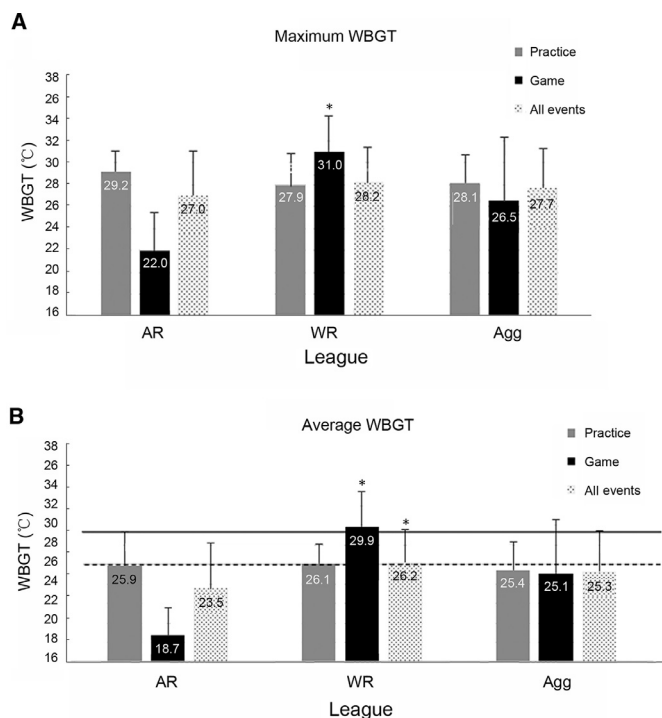 A
Maximum WBGT
Practice
Game
All events
WBGT (℃)
38
36
34
32
30
28
26
24
22
20
18
16
29.2
22.0
27.0
27.9
*
31.0
28.2
28.1
26.5
27.7
AR WR Agg
League
B
Average WBGT
Practice
Game
All events
WBGT (℃)
38
36
34
32
30
26
26
24
22
20
18
16
25.9
18.7
23.5
26.1
*
29.9
*
26.2
25.4
25.1
25.3
AR WR Agg
League